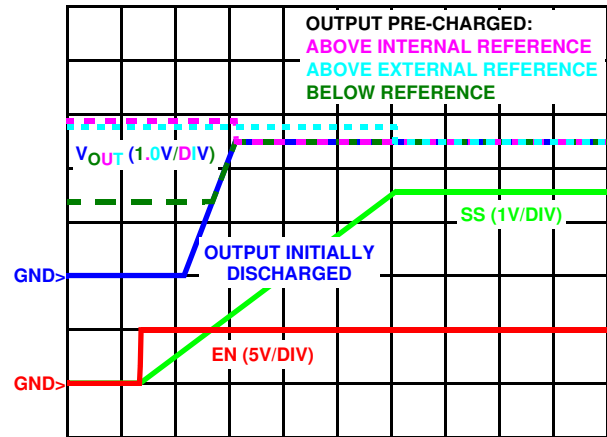 OUTPUT PRE-CHARGED:
ABOVE INTERNAL REFERENCE
ABOVE EXTERNAL REFERENCE
BELOW REFERENCE
VOUT (1.0V/DIV)
SS (1V/DIV)
OUTPUT INITIALLY
DISCHARGED
GND>
EN (5V/DIV)
GND>